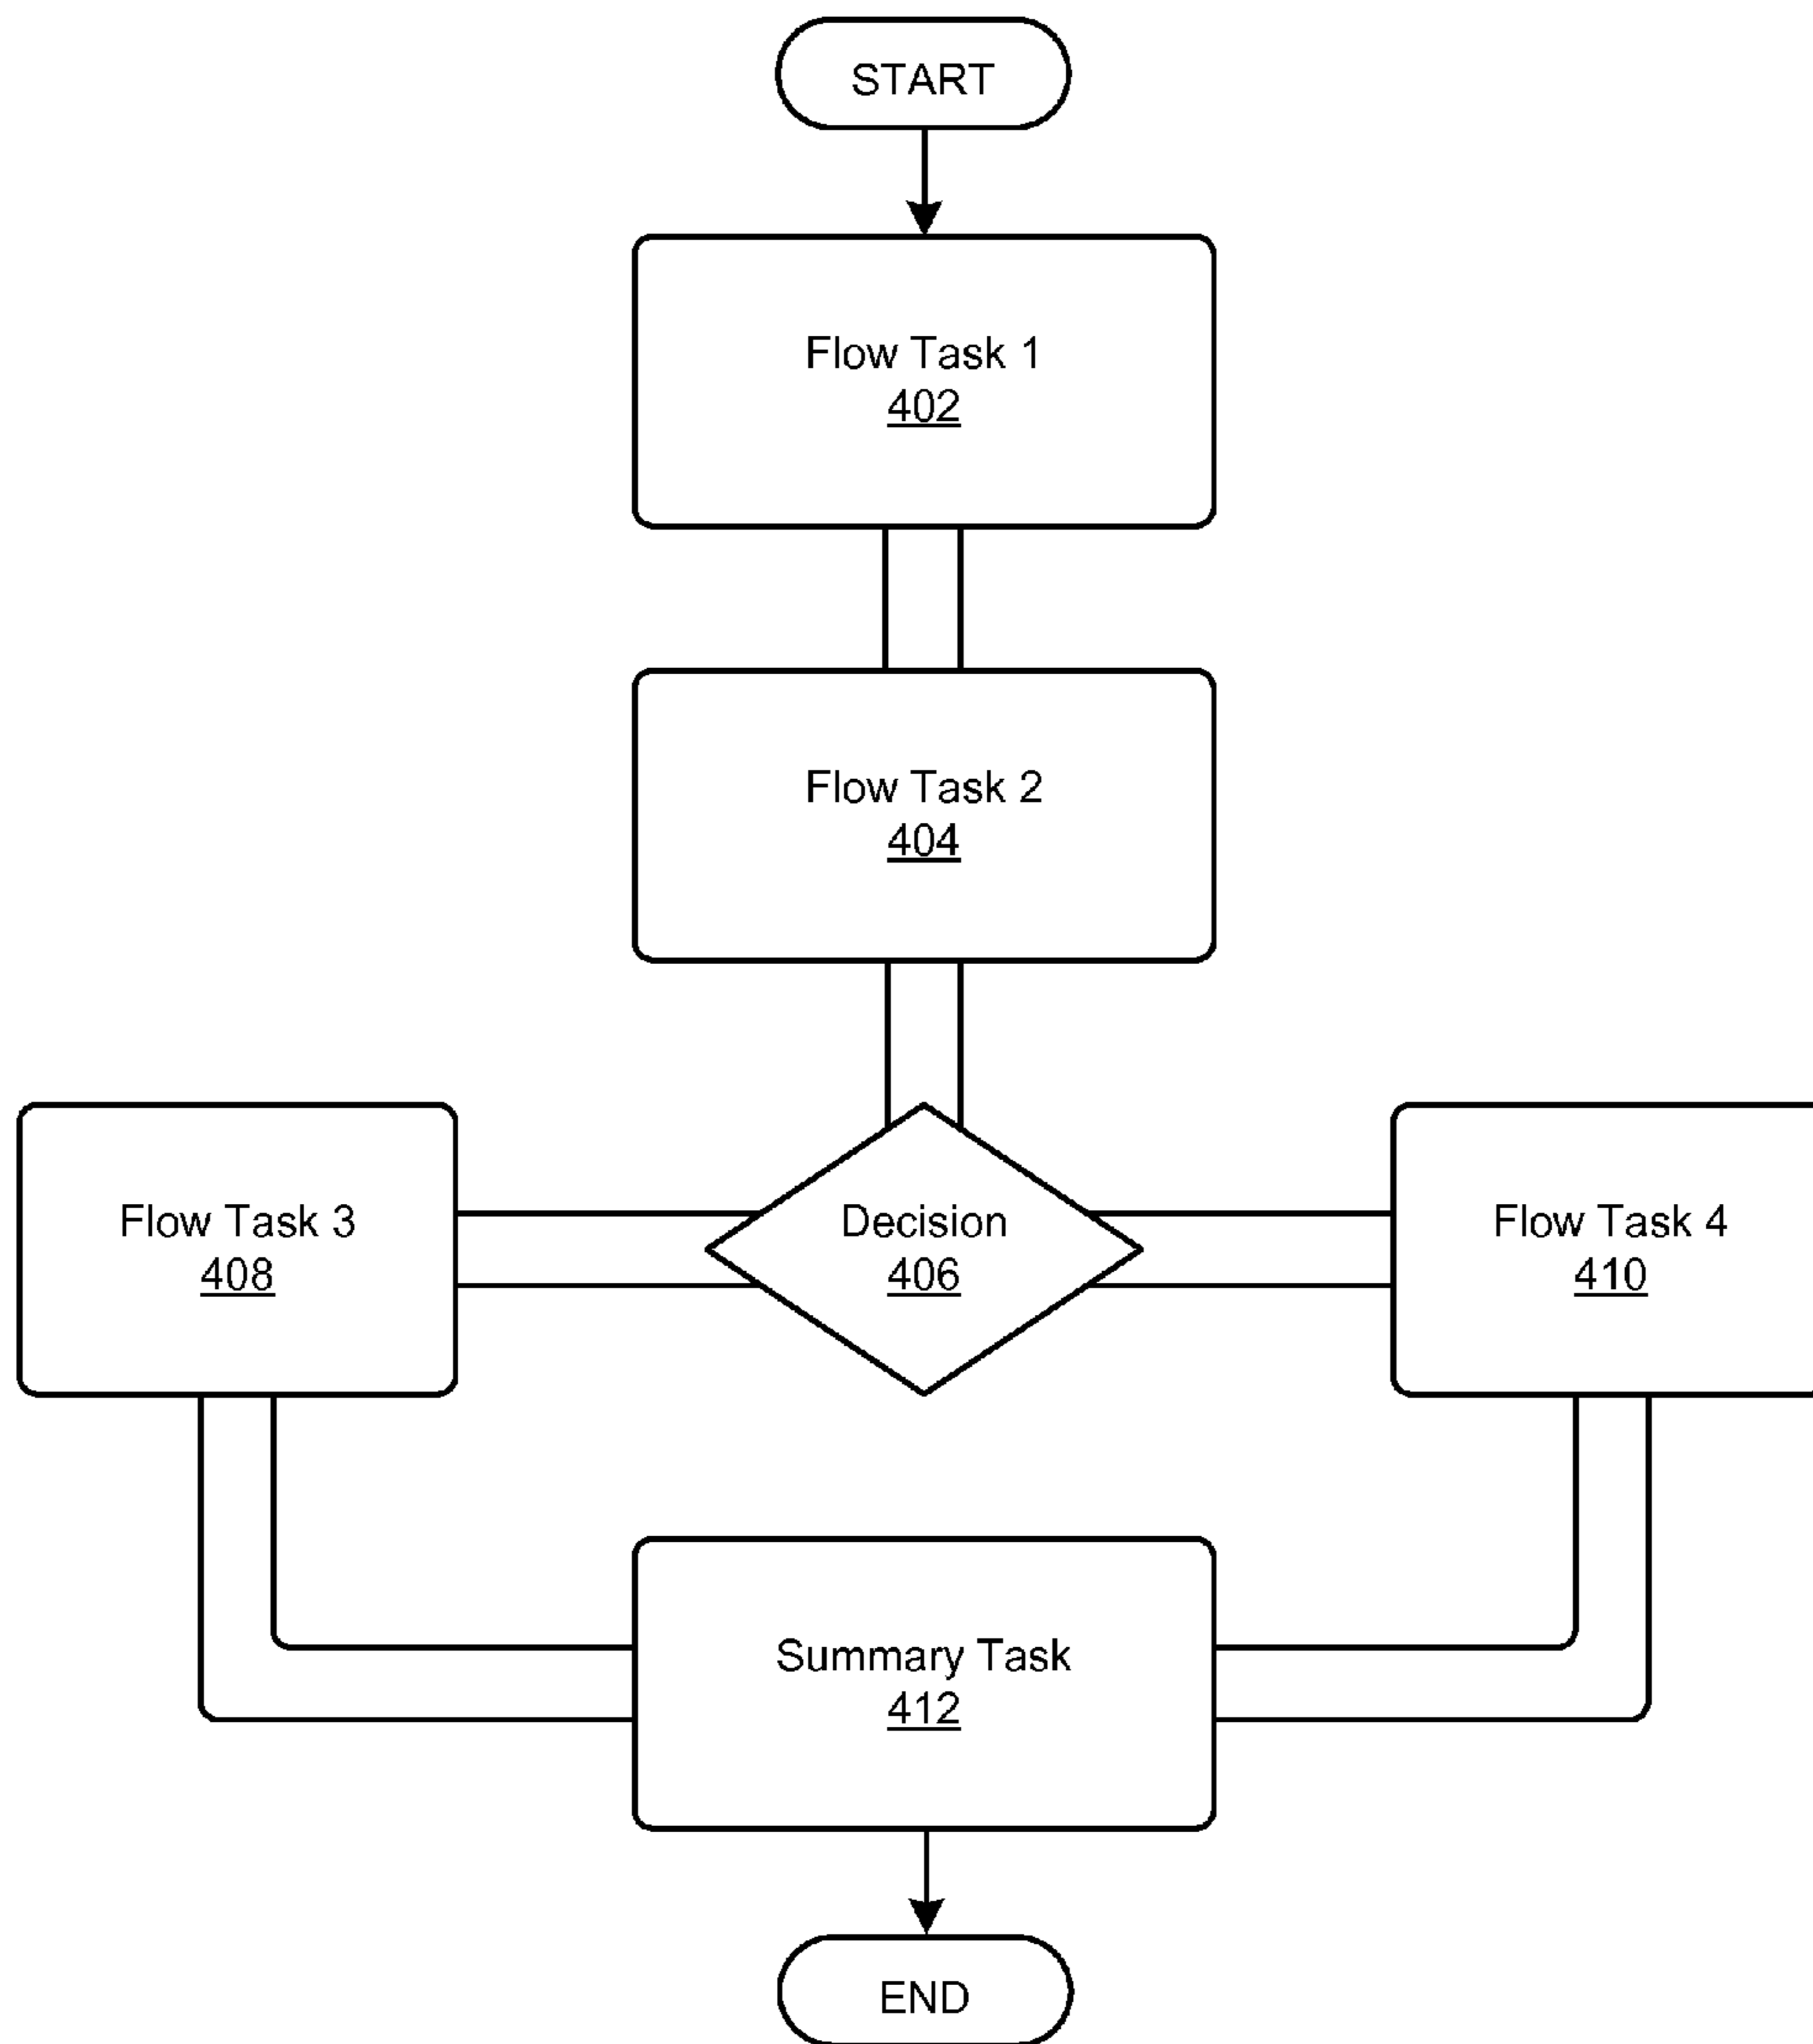 START
Flow Task 1
402
Flow Task 2
404
Flow Task 3
408
Decision
406
Flow Task 4
410
Summary Task
412
END